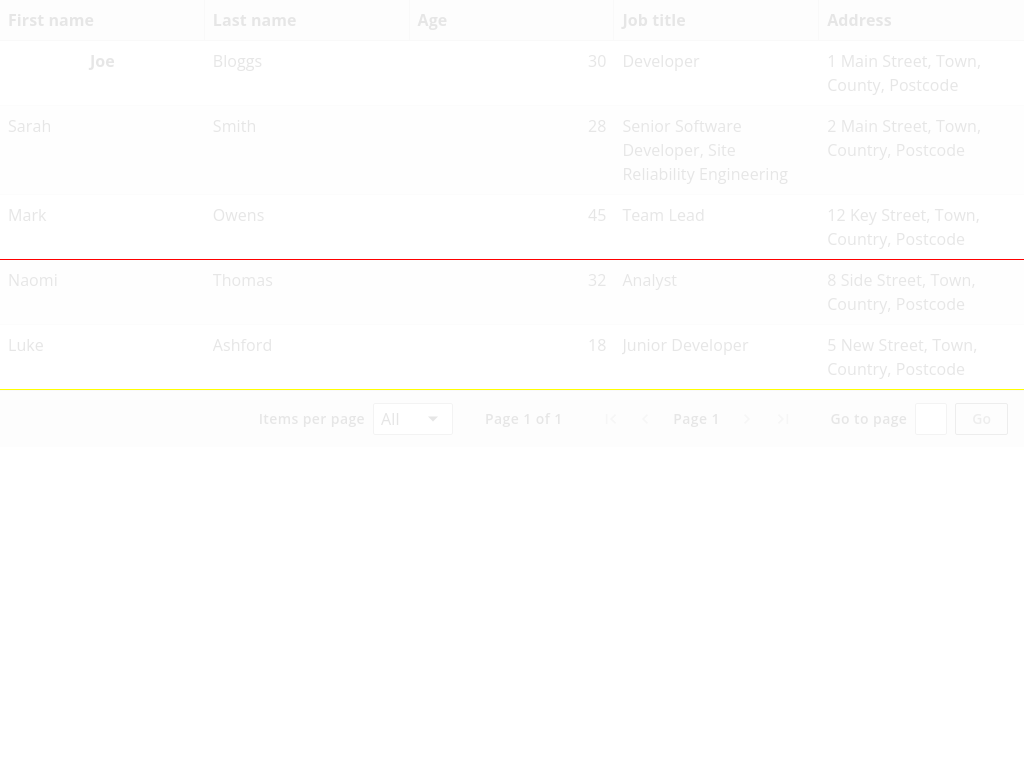 First name Last name Age Job title Address
Joe Bloggs 30 Developer 1 Main Street, Town,
County, Postcode
Sarah Smith 28 Senior Software 2 Main Street, Town,
Developer, Site Country, Postcode
Reliability Engineering
Mark Owens 45 Team Lead 12 Key Street, Town,
Country, Postcode
Naomi Thomas 32 Analyst 8 Side Street, Town,
Country, Postcode
Luke Ashford 18 Junior Developer 5 New Street, Town,
Country, Postcode
Items per page All Page 1 of 1 Page 1 Go to page Go